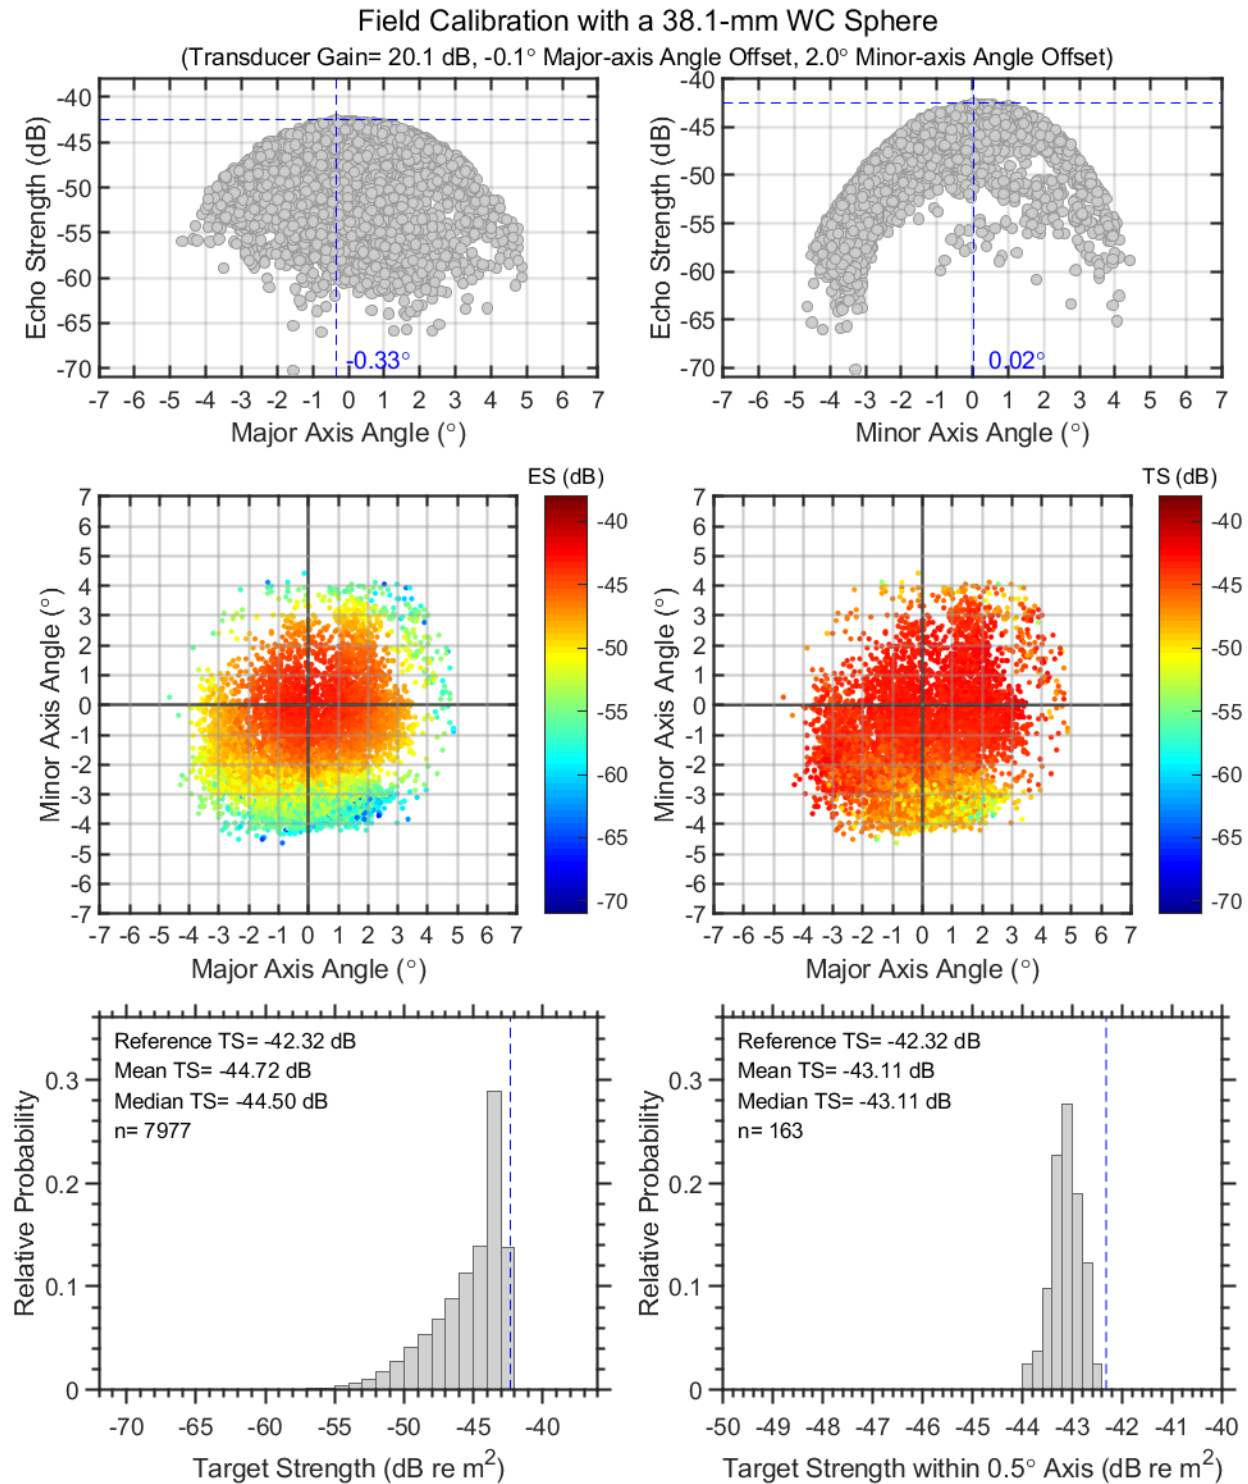 Field Calibration with a 38.1-mm WC Sphere
(Transducer Gain= 20.1 dB, -0.1° Major-axis Angle Offset, 2.0° Minor-axis Angle Offset)
Echo Strength (dB)
-40
-45
-50
-55
-60
-65
-70
-0.33°
-7 -6 -5 -4 -3 -2 -1 0 1 2 3 4 5 6 7
Major Axis Angle (°)
Echo Strength (dB)
-40
-45
-50
-55
-60
-65
-70
0.02°
-7 -6 -5 -4 -3 -2 -1 0 1 2 3 4 5 6 7
Minor Axis Angle (°)
Minor Axis Angle (°)
7
6
5
4
3
2
1
0
-1
-2
-3
-4
-5
-6
-7
-7 -6 -5 -4 -3 -2 -1 0 1 2 3 4 5 6 7
Major Axis Angle (°)
ES (dB)
-40
-45
-50
-55
-60
-65
-70
Minor Axis Angle (°)
7
6
5
4
3
2
1
0
-1
-2
-3
-4
-5
-6
-7
-7 -6 -5 -4 -3 -2 -1 0 1 2 3 4 5 6 7
Major Axis Angle (°)
TS (dB)
-40
-45
-50
-55
-60
-65
-70
Relative Probability
0.3
0.2
0.1
0
Reference TS= -42.32 dB
Mean TS= -44.72 dB
Median TS= -44.50 dB
n= 7977
-70 -65 -60 -55 -50 -45 -40
Target Strength (dB re m²)
Relative Probability
0.3
0.2
0.1
0
Reference TS= -42.32 dB
Mean TS= -43.11 dB
Median TS= -43.11 dB
n= 163
-50 -49 -48 -47 -46 -45 -44 -43 -42 -41 -40
Target Strength within 0.5° Axis (dB re m²)